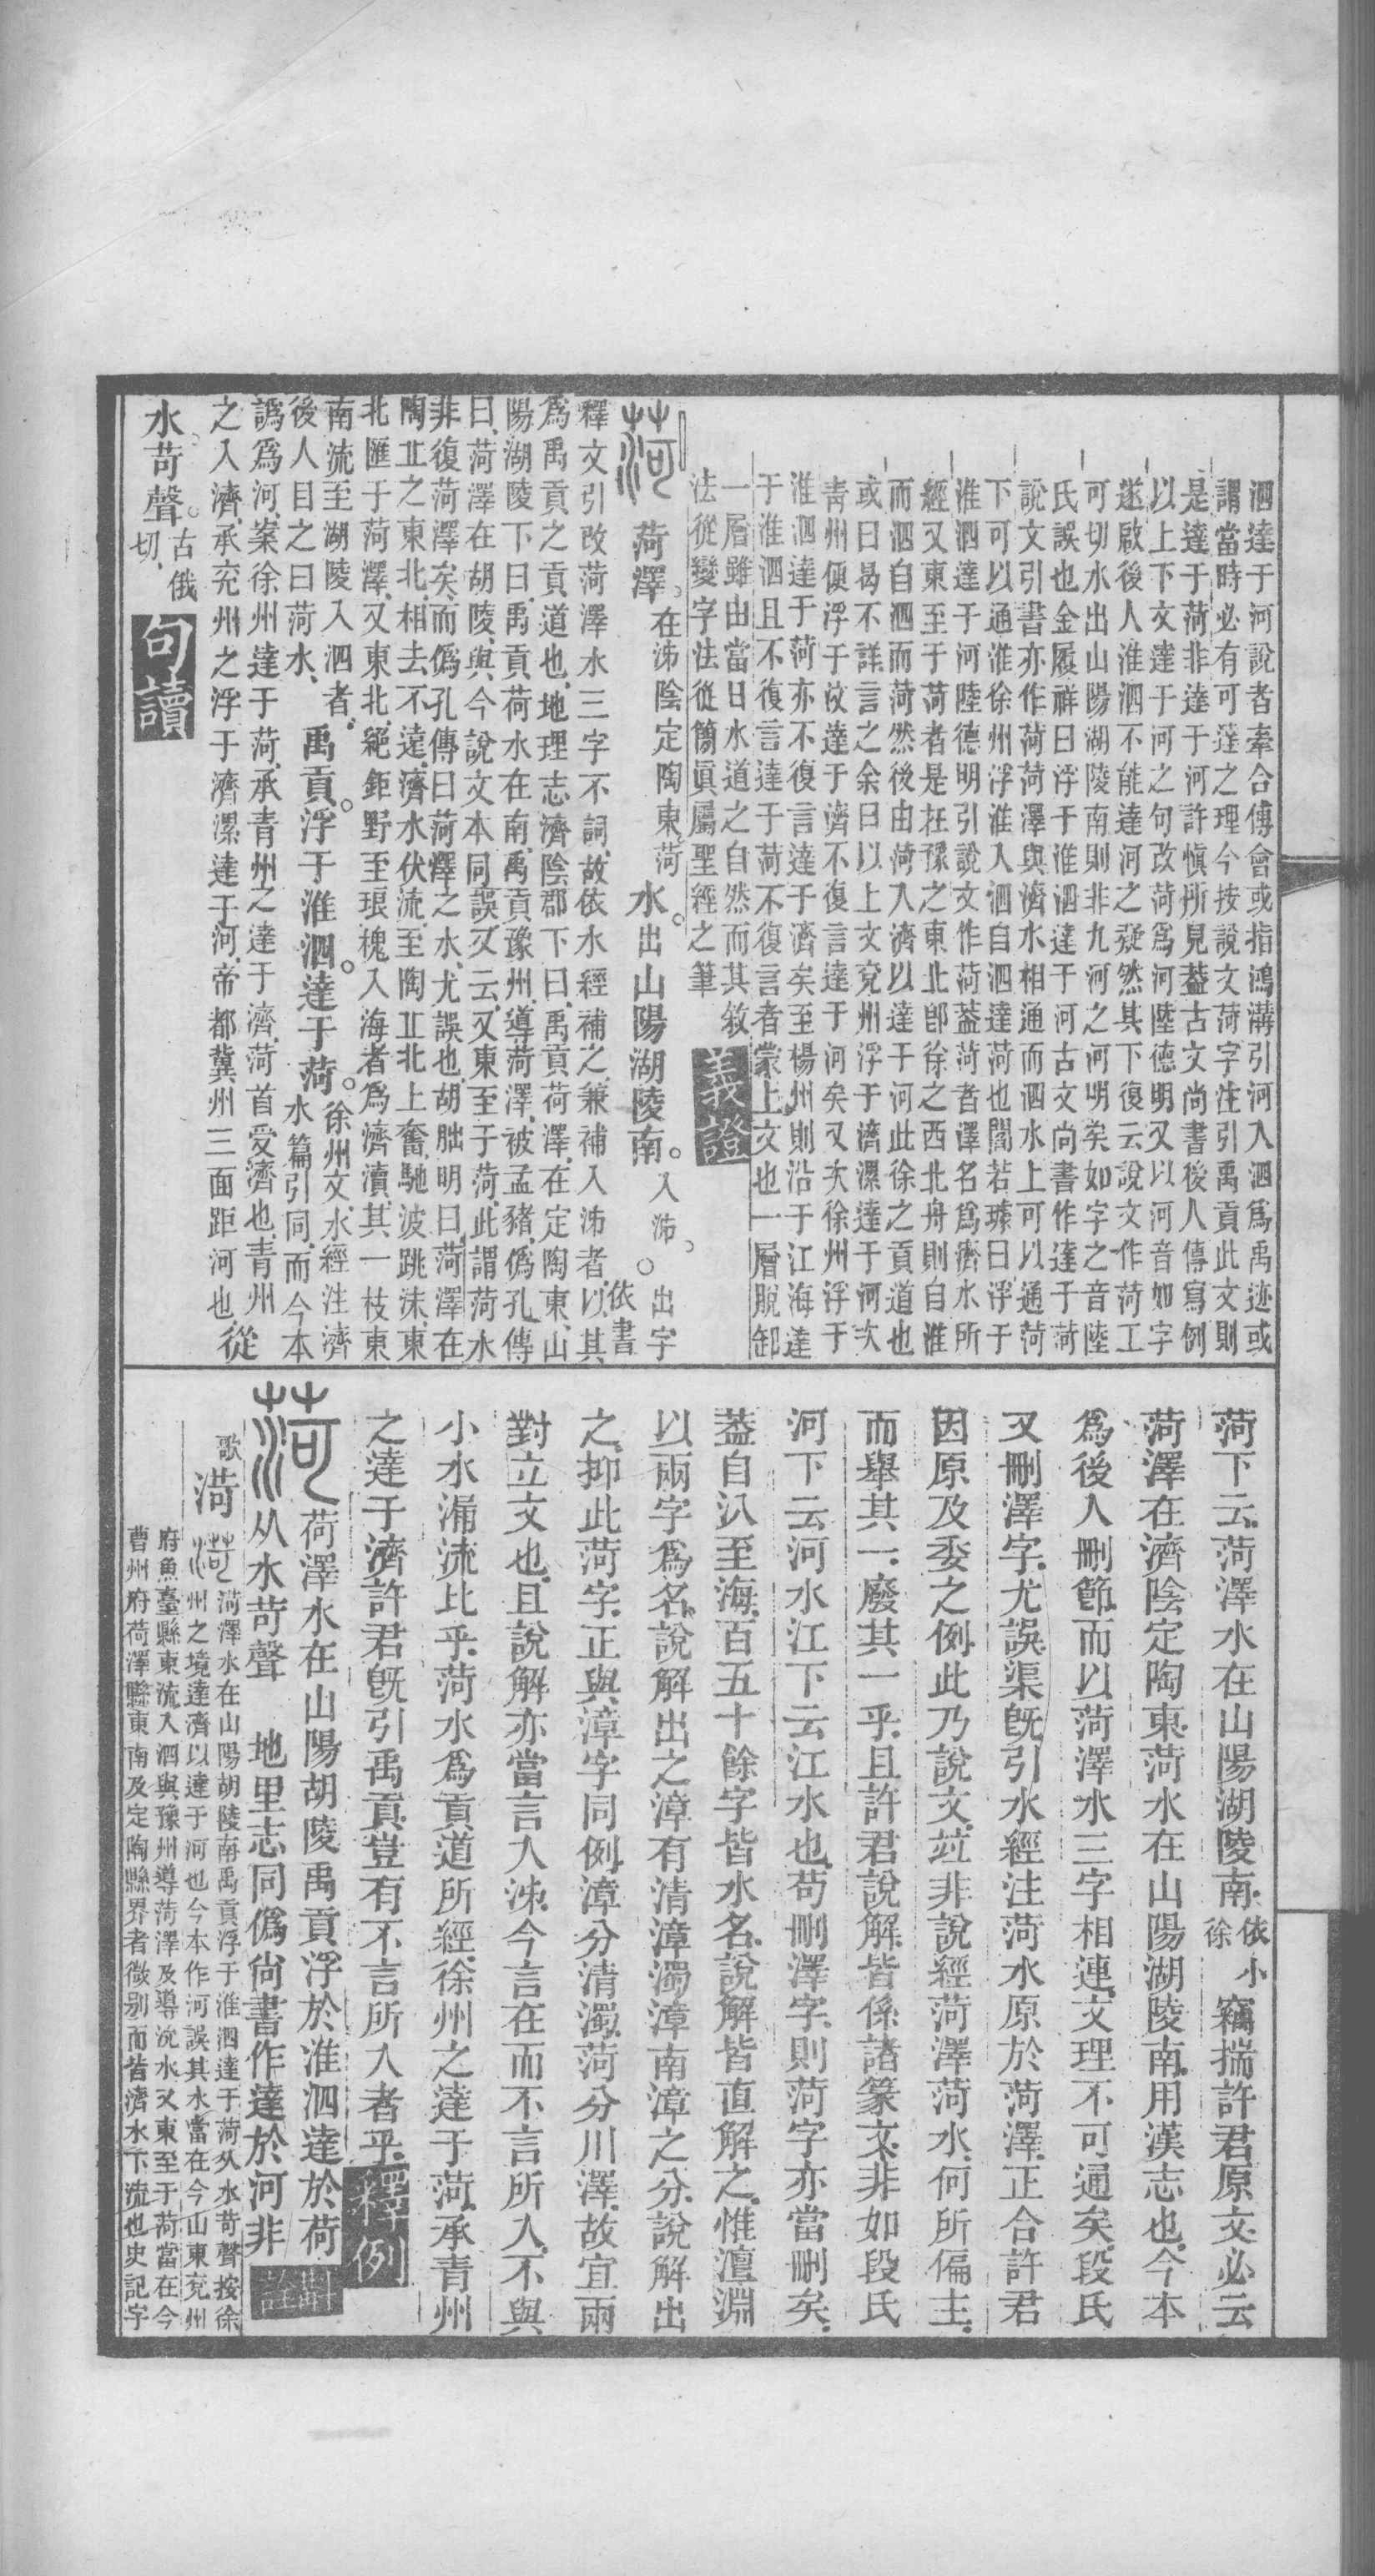 泗達于河說者牽合傅會或指鴻溝引河入泗爲禹迹或
謂當時必有可達之理今按說文菏字注引禹貢此文則
是達于菏非達于河許愼所見葢古文尚書後人傳寫例
以上下文達于河之句改菏爲河陸德明又以河音如字
遂啟後人淮泗不能達河之疑然其下復云說文作菏工
可切水出山陽湖陵南則非九河之河明矣如字之音陸
氏誤也金履祥曰浮于淮泗達于河古文尚書作達于菏
說文引書亦作菏菏澤與濟水相通而泗水上可以通菏
下可以通淮徐州浮淮入泗自泗達菏也閻若璩曰浮于
淮泗達于河陸德明引說文作菏葢菏者澤名爲濟水所
經又東至于菏者是在豫之東北卽徐之西北舟則自淮
而泗自泗而菏然後由菏入濟以達于河此徐之貢道也
或曰曷不詳言之余曰以上文兗州浮于濟漯達于河次
青州便浮于汶達于濟不復言達于河矣又次徐州浮于
淮泗達于菏亦不復言達于濟矣至楊州則沿于江海達
于淮泗且不復言達于菏不復言者蒙上文也一層脫卸
一層雖由當日水道之自然而其敘
法從變字法從簡眞屬聖經之筆
義證
菏 菏澤在泲陰定陶東菏水出山陽湖陵南入泲出字依書
釋文引改菏澤水三字不詞故依水經補之兼補入泲者以其
爲禹貢之貢道也地理志濟陰郡下曰禹貢荷澤在定陶東山
陽湖陵下曰禹貢荷水在南禹貢豫州導菏澤被孟豬僞孔傳
曰菏澤在胡陵與今說文本同誤又云又東至于菏此謂菏水
非復菏澤矣而僞孔傳曰菏澤之水尤誤也胡朏明曰菏澤在
陶丘之東北相去不遠濟水伏流至陶丘北上奮馳波跳沫東
北匯于菏澤又東北絕鉅野至琅槐入海者爲濟瀆其一枝東
南流至湖陵入泗者
後人目之曰菏水
禹貢浮于淮泗達于菏
徐州文水經注濟
水篇引同而今本
譌爲河案徐州達于菏承青州之達于濟菏首受濟也青州
之入濟承兗州之浮于濟漯達于河帝都冀州三面距河也從
水苛聲古俄切
句讀
菏下云菏澤水在山陽湖陵南依小徐竊揣許君原文必云
菏澤在濟陰定陶東菏水在山陽湖陵南用漢志也今本
爲後人刪節而以菏澤水三字相連文理不可通矣段氏
又刪澤字尤誤渠旣引水經注菏水原於菏澤正合許君
因原及委之例此乃說文竝非說經菏澤菏水何所偏主
而舉其一廢其一乎且許君說解皆係諸篆文非如段氏
河下云河水江下云江水也苟刪澤字則菏字亦當刪矣
葢自汃至海百五十餘字皆水名說解皆直解之惟澶淵
以兩字爲名說解出之漳有清漳濁漳南漳之分說解出
之抑此菏字正與漳字同例漳分清濁菏分川澤故宜兩
對立文也且說解亦當言入泲今言在而不言所入不與
小水漏流比乎菏水爲貢道所經徐州之達于菏承青州
之達于濟許君旣引禹貢豈有不言所入者乎
釋例
菏 荷澤水在山陽胡陵禹貢浮於淮泗達於荷
从水苛聲 地里志同僞尙書作達於河非
斠詮
歌菏
菏澤水在山陽胡陵南禹貢浮于淮泗達于菏从水苛聲按徐
州之境達濟以達于河也今本作河誤其水當在今山東兗州
府魚臺縣東流入泗與豫州導菏澤及導沇水又東至于菏當在今
曹州府荷澤縣東南及定陶縣界者微别而皆濟水下流也史記字